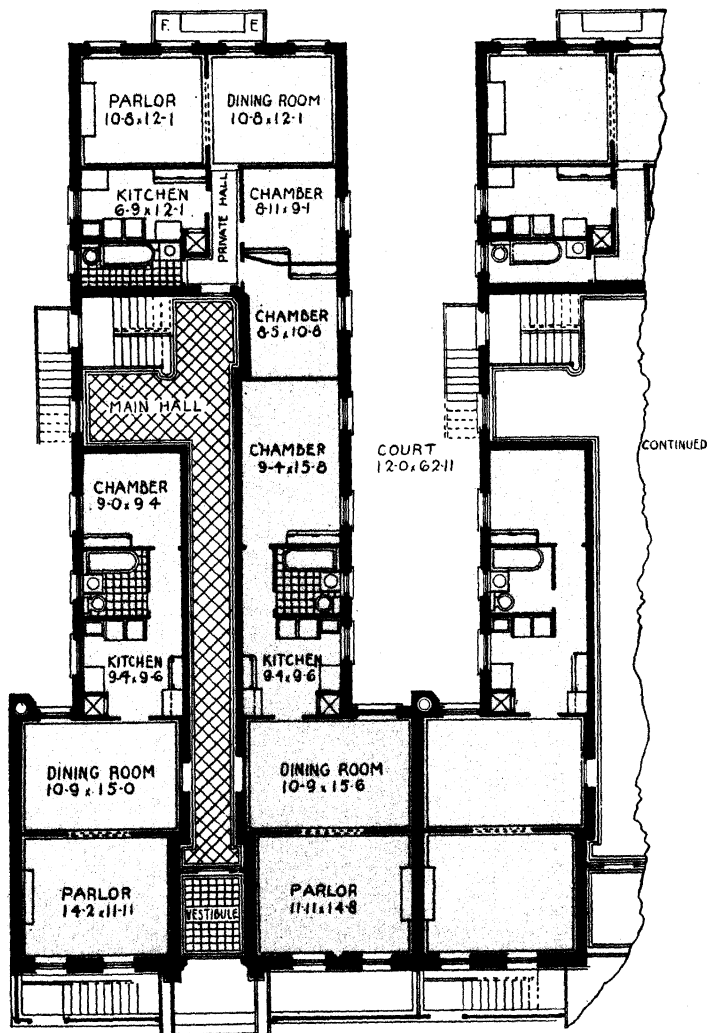 F. E
PARLOR
10-8 x 12-1
DINING ROOM
10-8 x 12-1
KITCHEN
6-9 x 12-1
PRIVATE HALL
CHAMBER
8-11 x 9-1
CHAMBER
8-5 x 10-8
MAIN HALL
CHAMBER
9-4 x 15-8
COURT
12-0 x 62-11
CONTINUED
CHAMBER
9-0 x 9-4
KITCHEN
9-4 x 9-6
KITCHEN
9-4 x 9-6
DINING ROOM
10-9 x 15-0
DINING ROOM
10-9 x 15-6
PARLOR
14-2 x 11-11
VESTIBULE
PARLOR
11-11 x 14-8